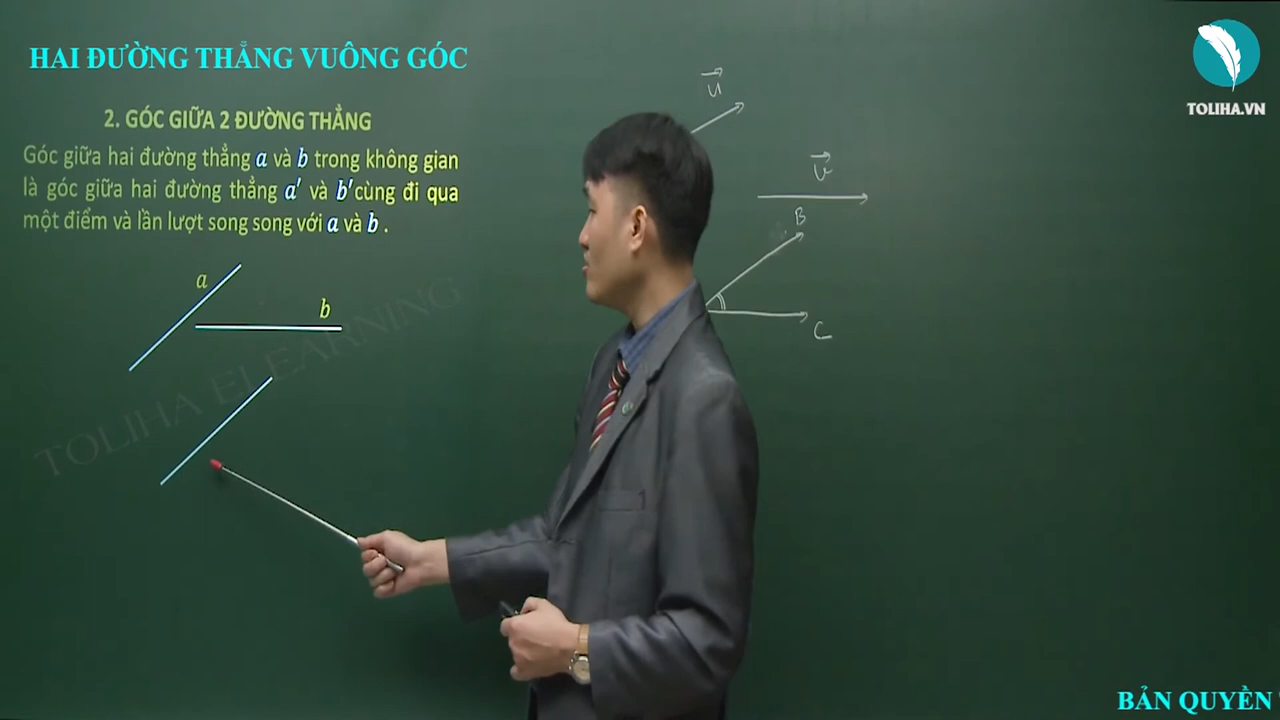 HAI ĐƯỜNG THẲNG VUÔNG GÓC
2. GÓC GIỮA 2 ĐƯỜNG THẲNG
Góc giữa hai đường thẳng a và b trong không gian
là góc giữa hai đường thẳng a' và b' cùng đi qua
một điểm và lần lượt song song với a và b .
a
b
TOLIHA ELEARNING
u
v
B
C
TOLIHA.VN
BẢN QUYỀN